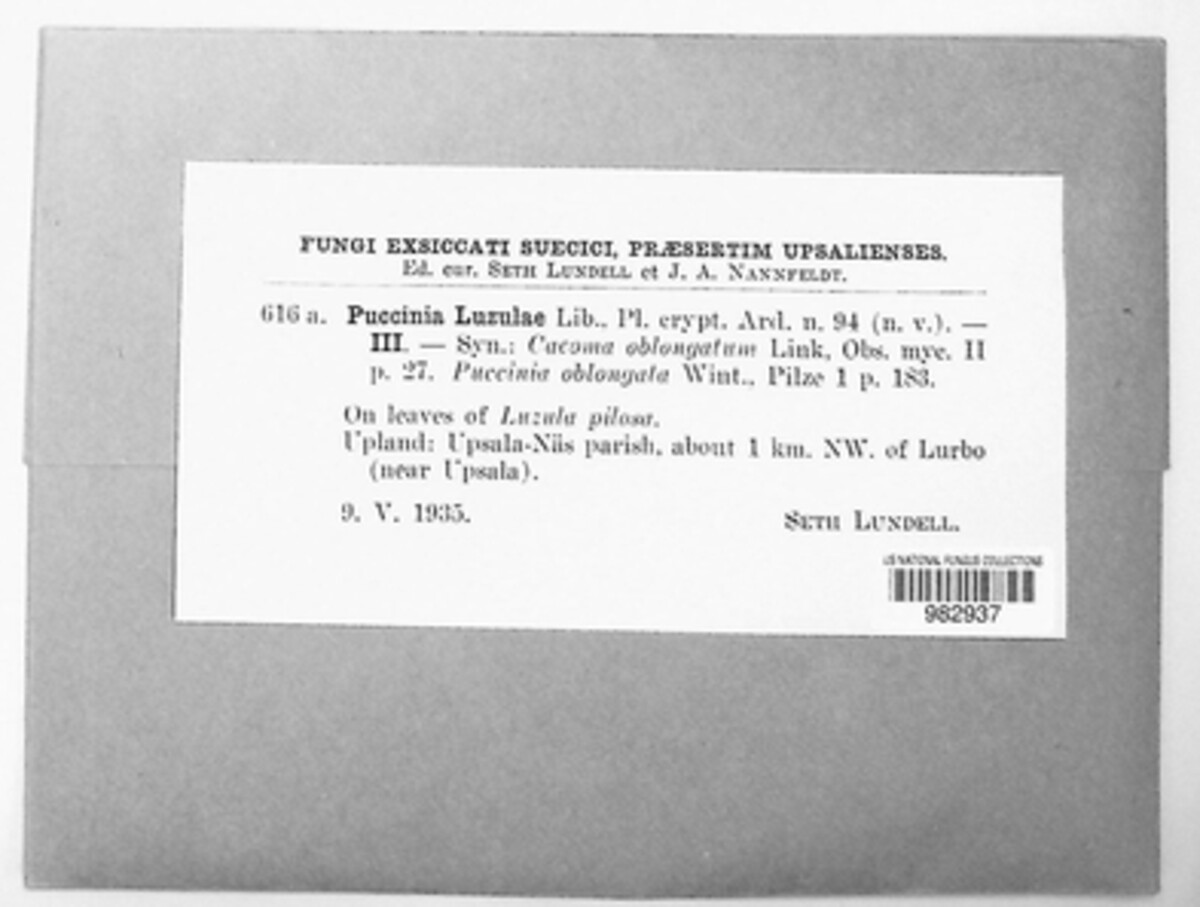 FUNGI EXSICCATI SUECICI, PRÆSERTIM UPSALIENSES.
Ed. cur. SETH LUNDELL et J. A. NANNFELDT.
616 a. Puccinia Luzulae Lib., Pl. crypt. Ard. n. 94 (n. v.). —
III. — Syn.: Caeoma oblongatum Link, Obs. myc. II
p. 27. Puccinia oblongata Wint., Pilze 1 p. 183.
On leaves of Luzula pilosa.
Upland: Upsala-Näs parish, about 1 km. NW. of Lurbo
(near Upsala).
9. V. 1935.
SETH LUNDELL.
US NATIONAL FUNGUS COLLECTIONS
982937